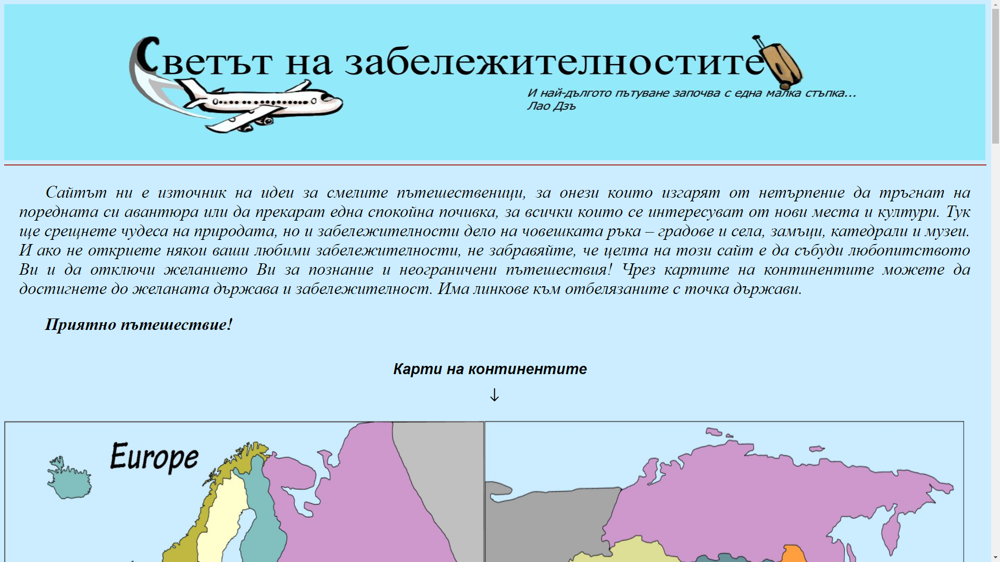 Светът на забележителностите
И най-дългото пътуване започва с една малка стъпка...
Лао Дзъ
Сайтът ни е източник на идеи за смелите пътешественици, за онези които изгарят от нетърпение да тръгнат на
поредната си авантюра или да прекарат една спокойна почивка, за всички които се интересуват от нови места и култури. Тук
ще срещнете чудеса на природата, но и забележителности дело на човешката ръка – градове и села, замъци, катедрали и музеи.
И ако не откриете някои ваши любими забележителности, не забравяйте, че целта на този сайт е да събуди любопитството
Ви и да отключи желанието Ви за познание и неограничени пътешествия! Чрез картите на континентите можете да
достигнете до желаната държава и забележителност. Има линкове към отбелязаните с точка държави.
Приятно пътешествие!
Карти на континентите
↓
Europe